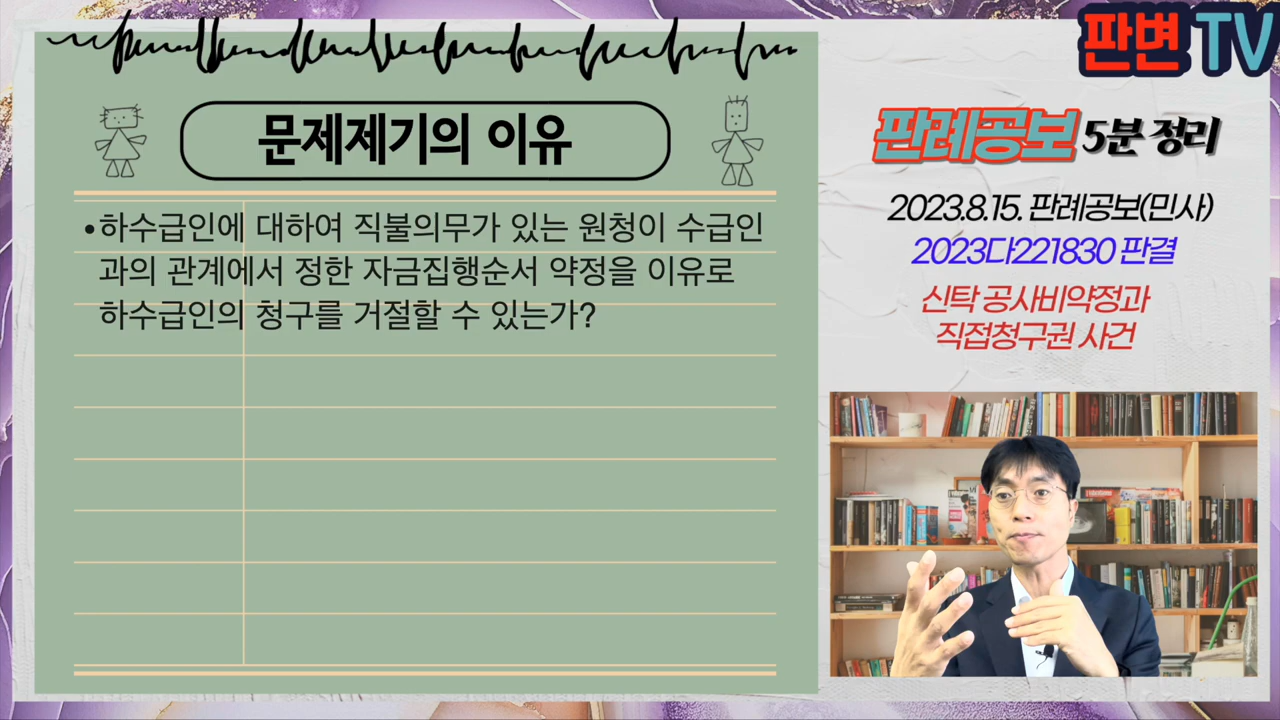 판변 TV
문제제기의 이유
•하수급인에 대하여 직불의무가 있는 원청이 수급인
과의 관계에서 정한 자금집행순서 약정을 이유로
하수급인의 청구를 거절할 수 있는가?
판례공보 5분 정리
2023.8.15. 판례공보(민사)
2023다221830 판결
신탁 공사비약정과
직접청구권 사건